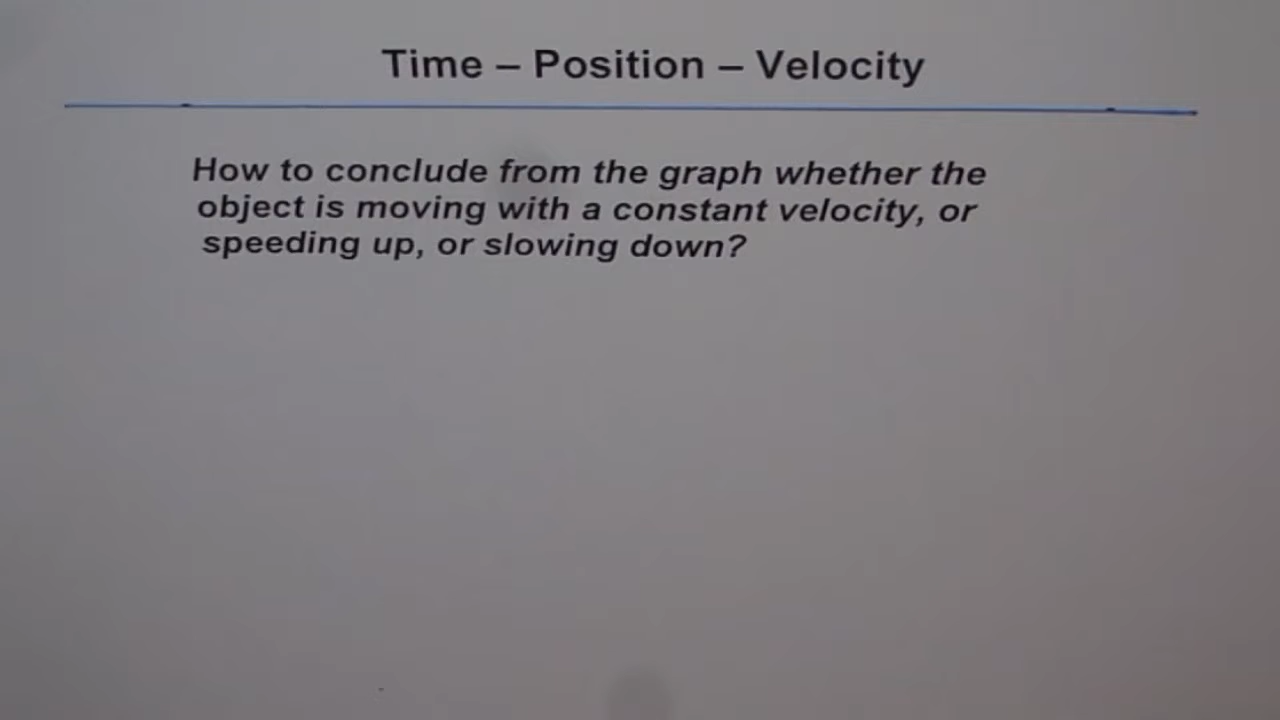 Time – Position – Velocity
How to conclude from the graph whether the
object is moving with a constant velocity, or
speeding up, or slowing down?